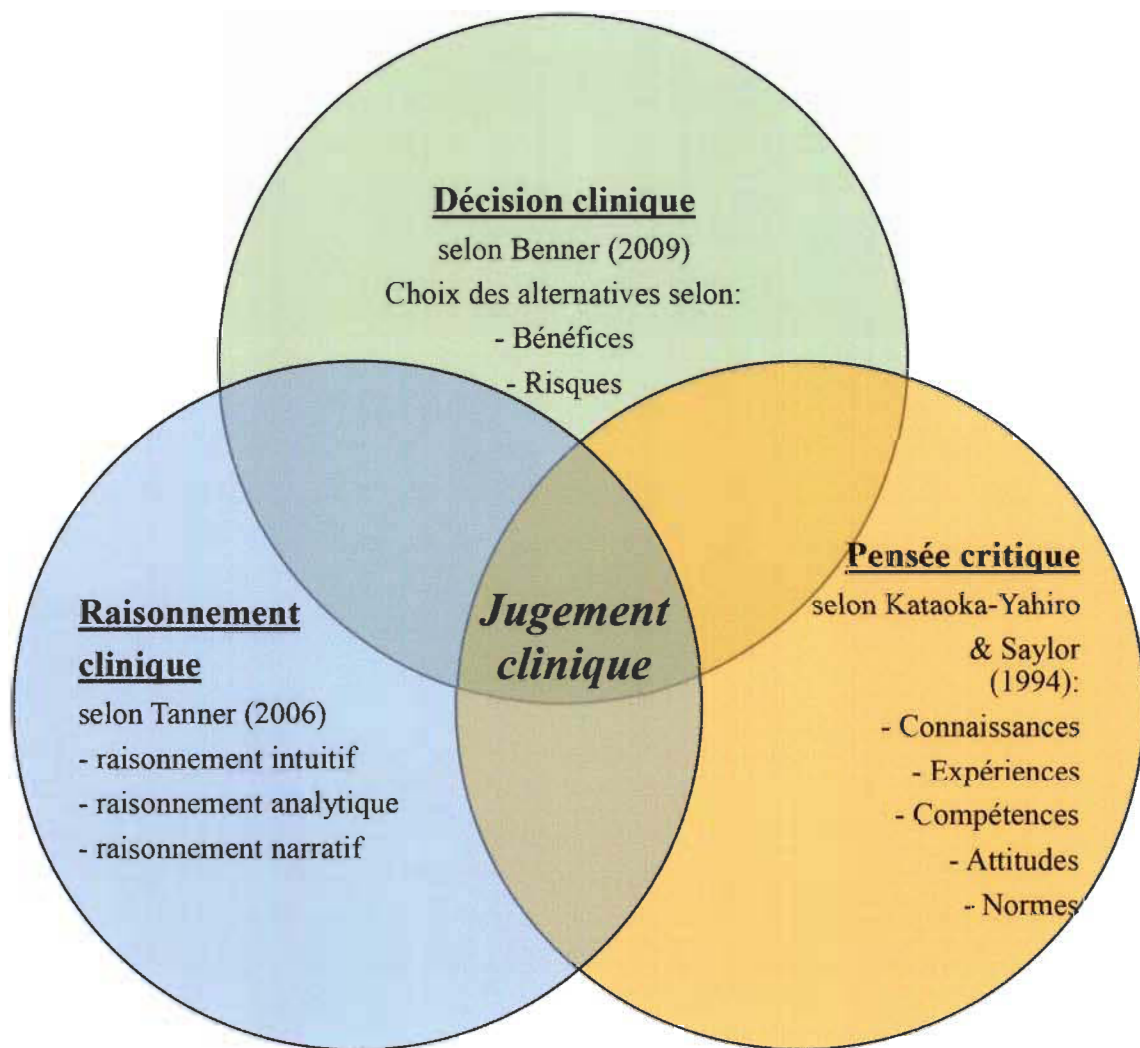 Décision clinique
selon Benner (2009)
Choix des alternatives selon:
- Bénéfices
- Risques
Raisonnement
clinique
selon Tanner (2006)
- raisonnement intuitif
- raisonnement analytique
- raisonnement narratif
Jugement
clinique
Pensée critique
selon Kataoka-Yahiro
& Saylor
(1994):
- Connaissances
- Expériences
- Compétences
- Attitudes
- Normes